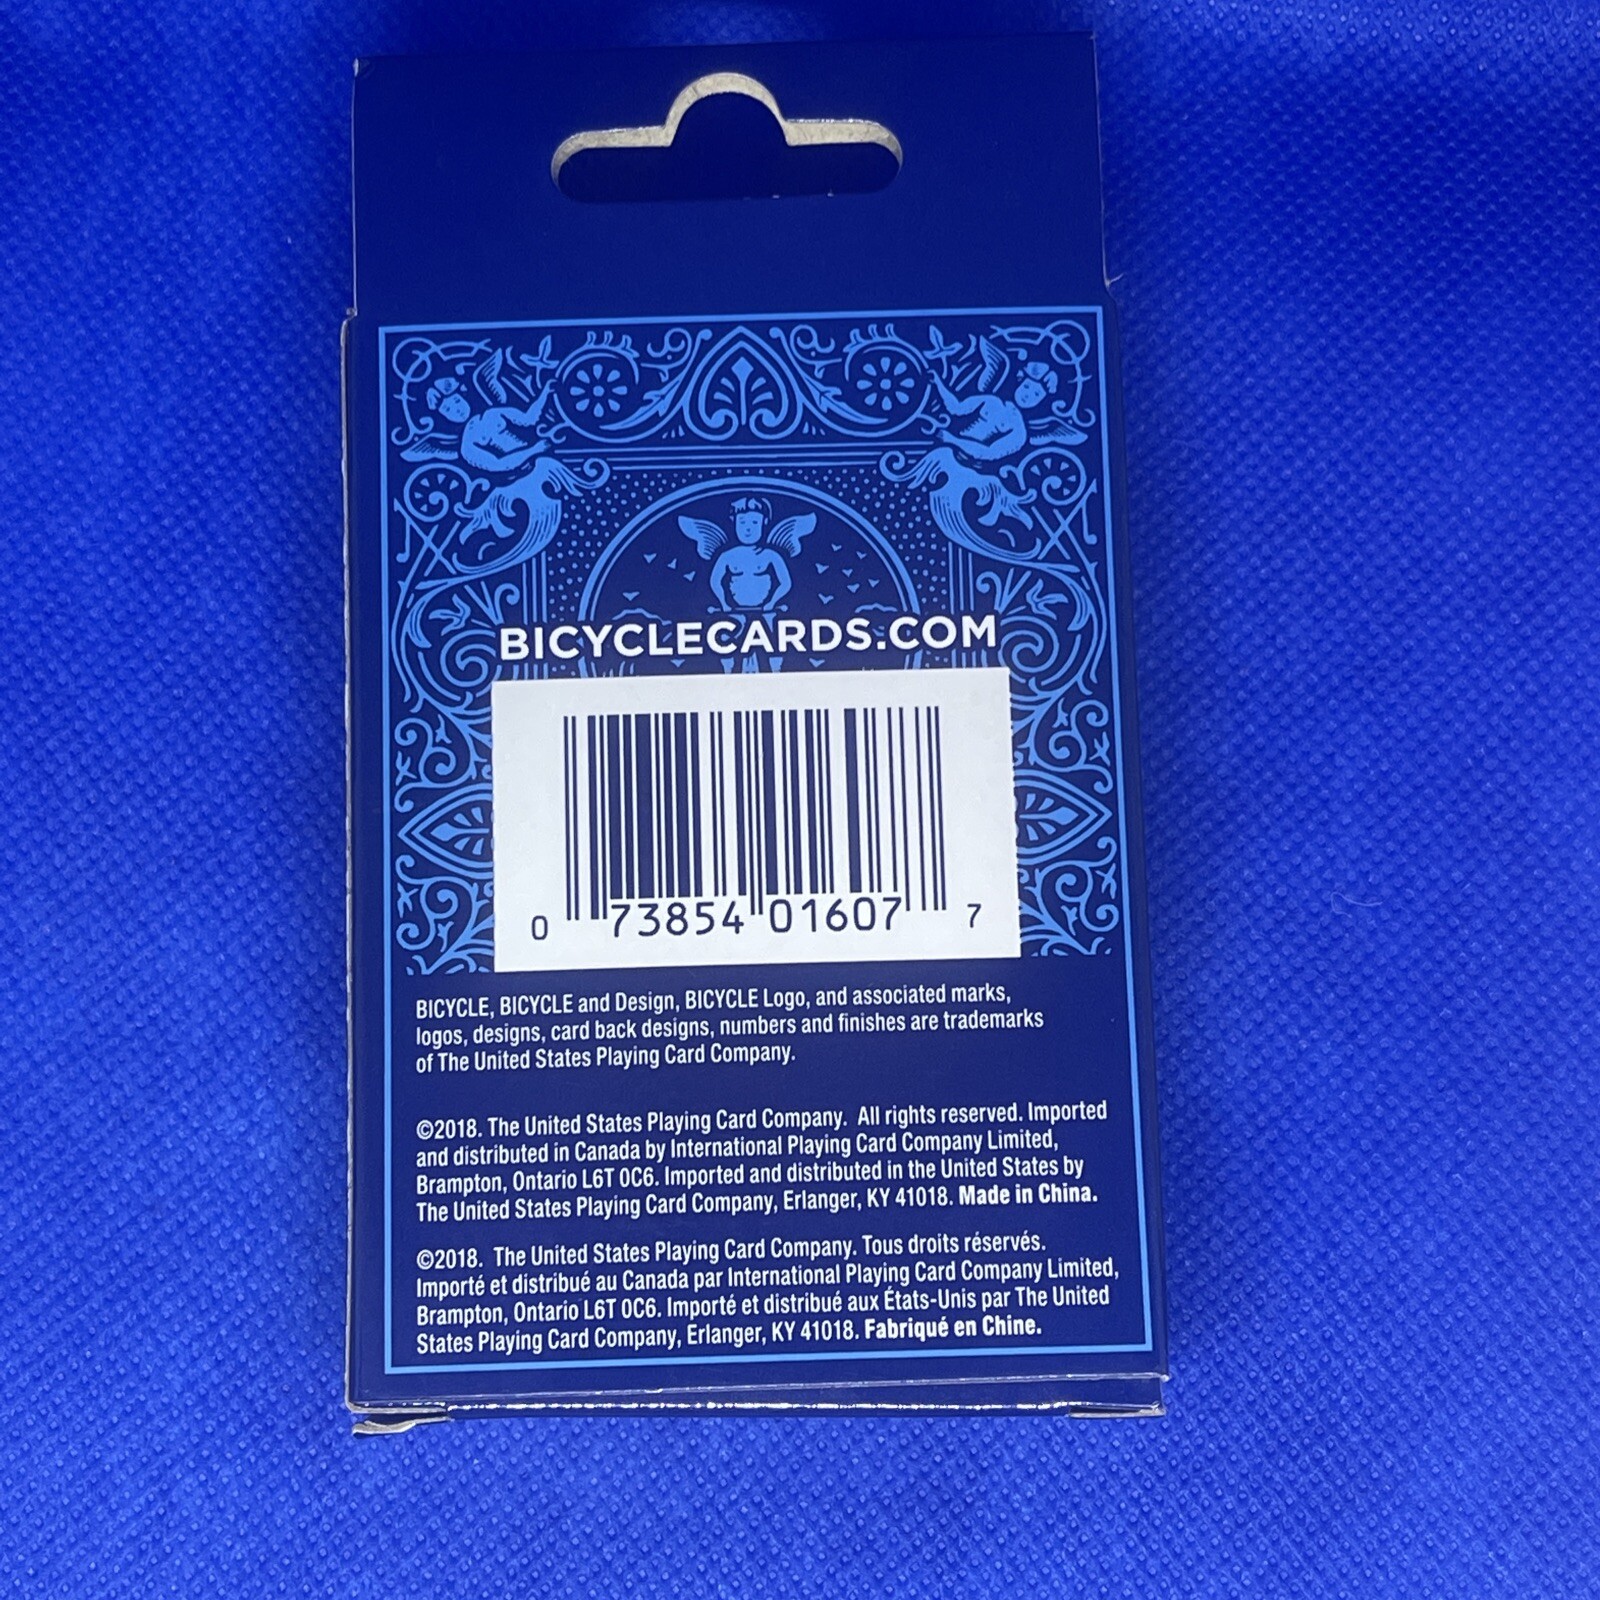 BICYCLECARDS.COM
0 73854 01607 7
BICYCLE, BICYCLE and Design, BICYCLE Logo, and associated marks,
logos, designs, card back designs, numbers and finishes are trademarks
of The United States Playing Card Company.
©2018. The United States Playing Card Company. All rights reserved. Imported
and distributed in Canada by International Playing Card Company Limited,
Brampton, Ontario L6T 0C6. Imported and distributed in the United States by
The United States Playing Card Company, Erlanger, KY 41018. Made in China.
©2018. The United States Playing Card Company. Tous droits réservés.
Importé et distribué au Canada par International Playing Card Company Limited,
Brampton, Ontario L6T 0C6. Importé et distribué aux États-Unis par The United
States Playing Card Company, Erlanger, KY 41018. Fabriqué en Chine.